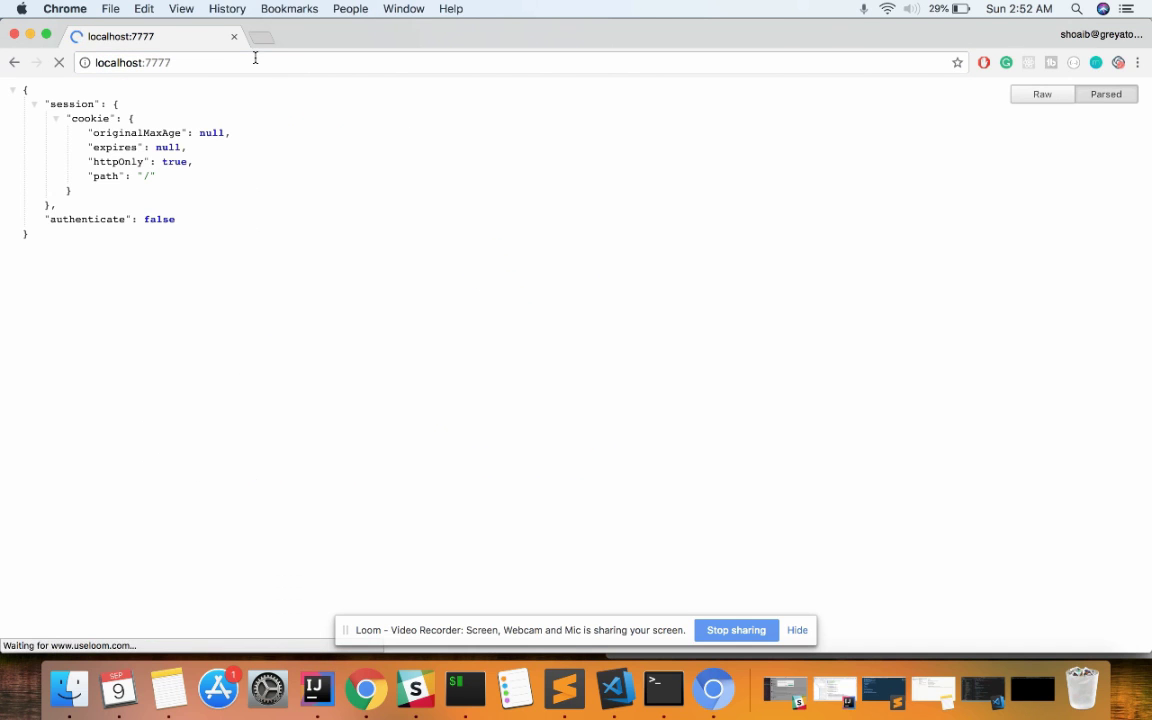 Chrome File Edit View History Bookmarks People Window Help 29% Sun 2:52 AM
localhost:7777 shoaib@greyato...
localhost:7777
{ Raw Parsed
"session": {
"cookie": {
"originalMaxAge": null,
"expires": null,
"httpOnly": true,
"path": "/"
}
},
"authenticate": false
}
Loom - Video Recorder: Screen, Webcam and Mic is sharing your screen. Stop sharing Hide
Waiting for www.useloom.com...
SEP
9
1
IJ
S
$
>_